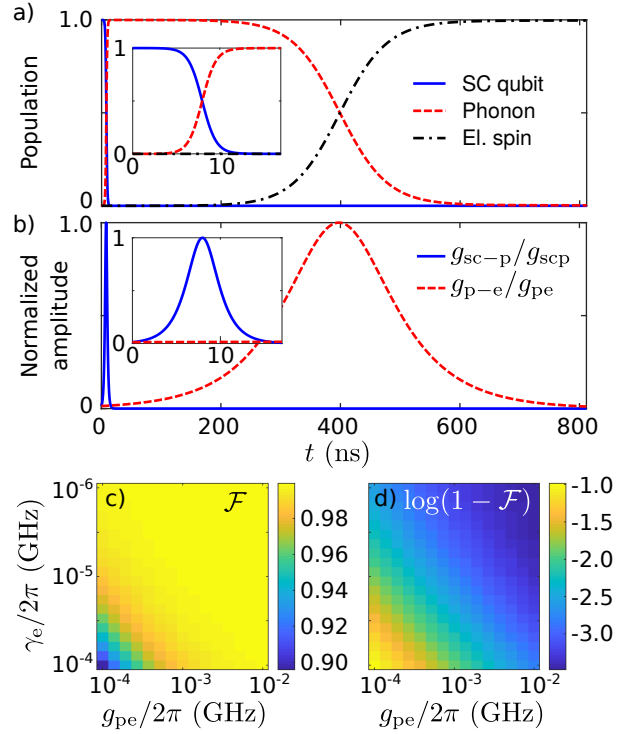 a)
Population
1.0
0
1
0
0 10
SC qubit
Phonon
El. spin
b)
Normalized
amplitude
1.0
0
1
0
0 10
g_sc−p/g_scp
g_p−e/g_pe
0 200 400 600 800
t (ns)
c) F
γ_e/2π (GHz)
10^-6
10^-5
10^-4
10^-4 10^-3 10^-2
g_pe/2π (GHz)
0.98
0.96
0.94
0.92
0.90
d) log(1 − F)
10^-4 10^-3 10^-2
g_pe/2π (GHz)
-1.0
-1.5
-2.0
-2.5
-3.0